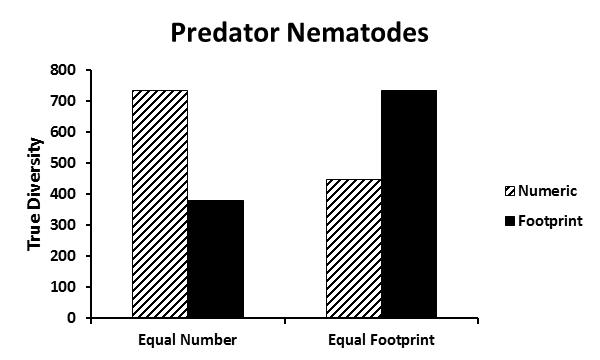 Predator Nematodes
True Diversity
800
700
600
500
400
300
200
100
0
Equal Number
Equal Footprint
Numeric
Footprint